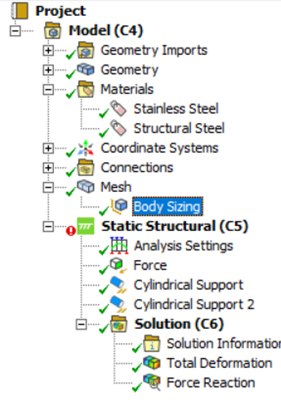 Project
Model (C4)
Geometry Imports
Geometry
Materials
Stainless Steel
Structural Steel
Coordinate Systems
Connections
Mesh
Body Sizing
Static Structural (C5)
Analysis Settings
Force
Cylindrical Support
Cylindrical Support 2
Solution (C6)
Solution Information
Total Deformation
Force Reaction